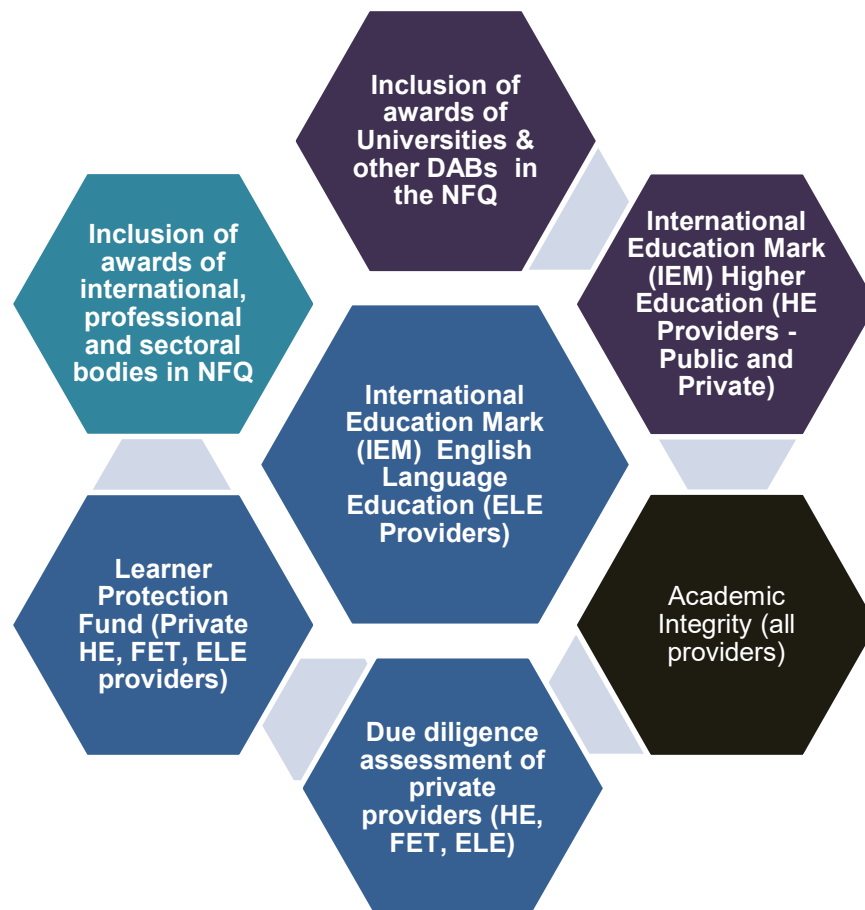 Inclusion of
awards of
Universities &
other DABs in
the NFQ
International
Education Mark
(IEM) Higher
Education (HE
Providers -
Public and
Private)
Inclusion of
awards of
international,
professional
and sectoral
bodies in NFQ
International
Education Mark
(IEM) English
Language
Education (ELE
Providers)
Learner
Protection
Fund (Private
HE, FET, ELE
providers)
Academic
Integrity (all
providers)
Due diligence
assessment of
private
providers (HE,
FET, ELE)